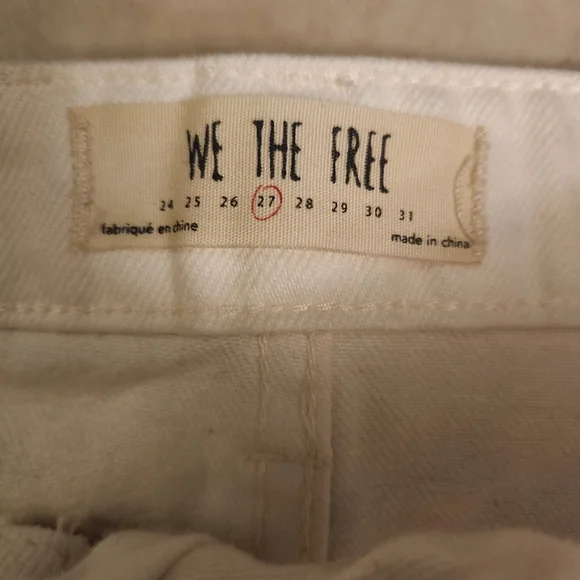 WE THE FREE
24 25 26 27 28 29 30 31
fabriqué en chine
made in china